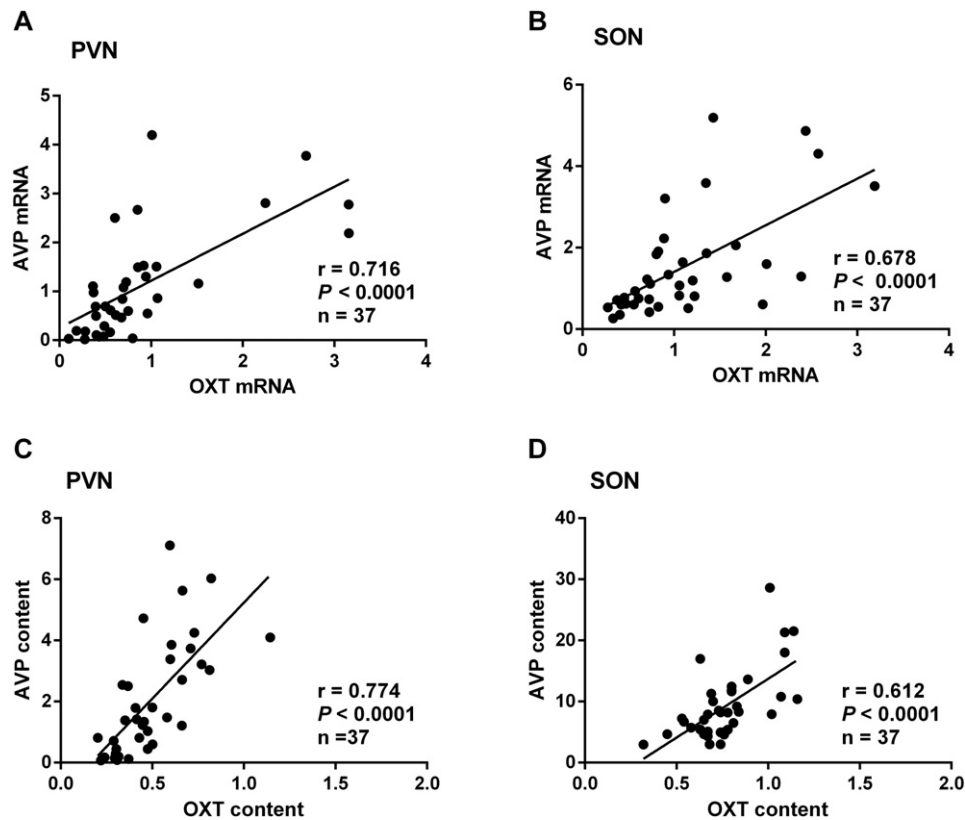 A
PVN
5
4
3
2
1
0
AVP mRNA
0
1
2
3
4
OXT mRNA
r = 0.716
P < 0.0001
n = 37
B
SON
6
4
2
0
AVP mRNA
0
1
2
3
4
OXT mRNA
r = 0.678
P < 0.0001
n = 37
C
PVN
8
6
4
2
0
AVP content
0.0
0.5
1.0
1.5
2.0
OXT content
r = 0.774
P < 0.0001
n =37
D
SON
40
30
20
10
0
AVP content
0.0
0.5
1.0
1.5
2.0
OXT content
r = 0.612
P < 0.0001
n = 37